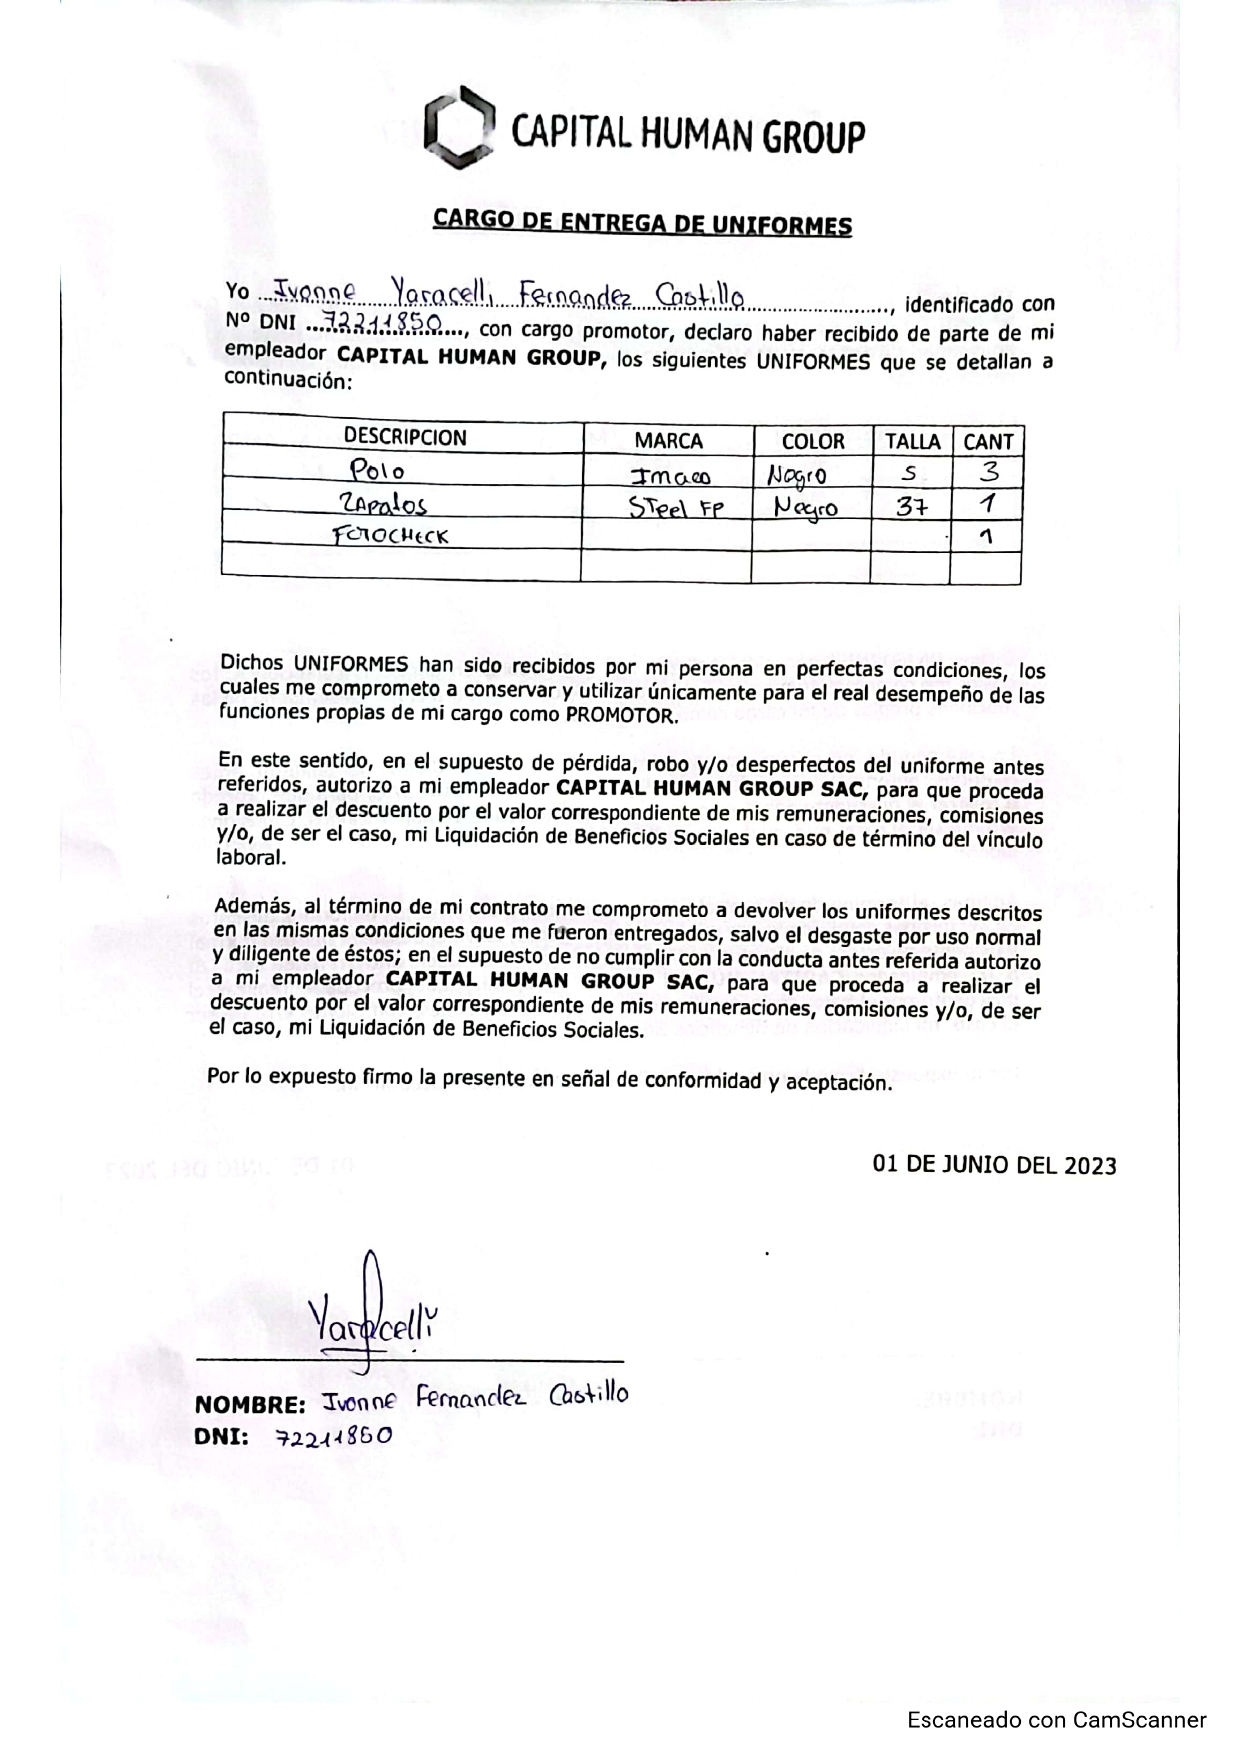 CAPITAL HUMAN GROUP
CARGO DE ENTREGA DE UNIFORMES
Yo ...Ivonne Yaracelli Fernandez Castillo..............................., identificado con
Nº DNI ...72211850..., con cargo promotor, declaro haber recibido de parte de mi
empleador CAPITAL HUMAN GROUP, los siguientes UNIFORMES que se detallan a
continuación:
DESCRIPCION MARCA COLOR TALLA CANT
Polo Imaco Negro S 3
ZAPatos STeel FP Negro 37 1
FOTOCHECK 1
Dichos UNIFORMES han sido recibidos por mi persona en perfectas condiciones, los
cuales me comprometo a conservar y utilizar únicamente para el real desempeño de las
funciones propias de mi cargo como PROMOTOR.
En este sentido, en el supuesto de pérdida, robo y/o desperfectos del uniforme antes
referidos, autorizo a mi empleador CAPITAL HUMAN GROUP SAC, para que proceda
a realizar el descuento por el valor correspondiente de mis remuneraciones, comisiones
y/o, de ser el caso, mi Liquidación de Beneficios Sociales en caso de término del vínculo
laboral.
Además, al término de mi contrato me comprometo a devolver los uniformes descritos
en las mismas condiciones que me fueron entregados, salvo el desgaste por uso normal
y diligente de éstos; en el supuesto de no cumplir con la conducta antes referida autorizo
a mi empleador CAPITAL HUMAN GROUP SAC, para que proceda a realizar el
descuento por el valor correspondiente de mis remuneraciones, comisiones y/o, de ser
el caso, mi Liquidación de Beneficios Sociales.
Por lo expuesto firmo la presente en señal de conformidad y aceptación.
01 DE JUNIO DEL 2023
Yaracelli
NOMBRE: Ivonne Fernandez Castillo
DNI: 72211850
Escaneado con CamScanner